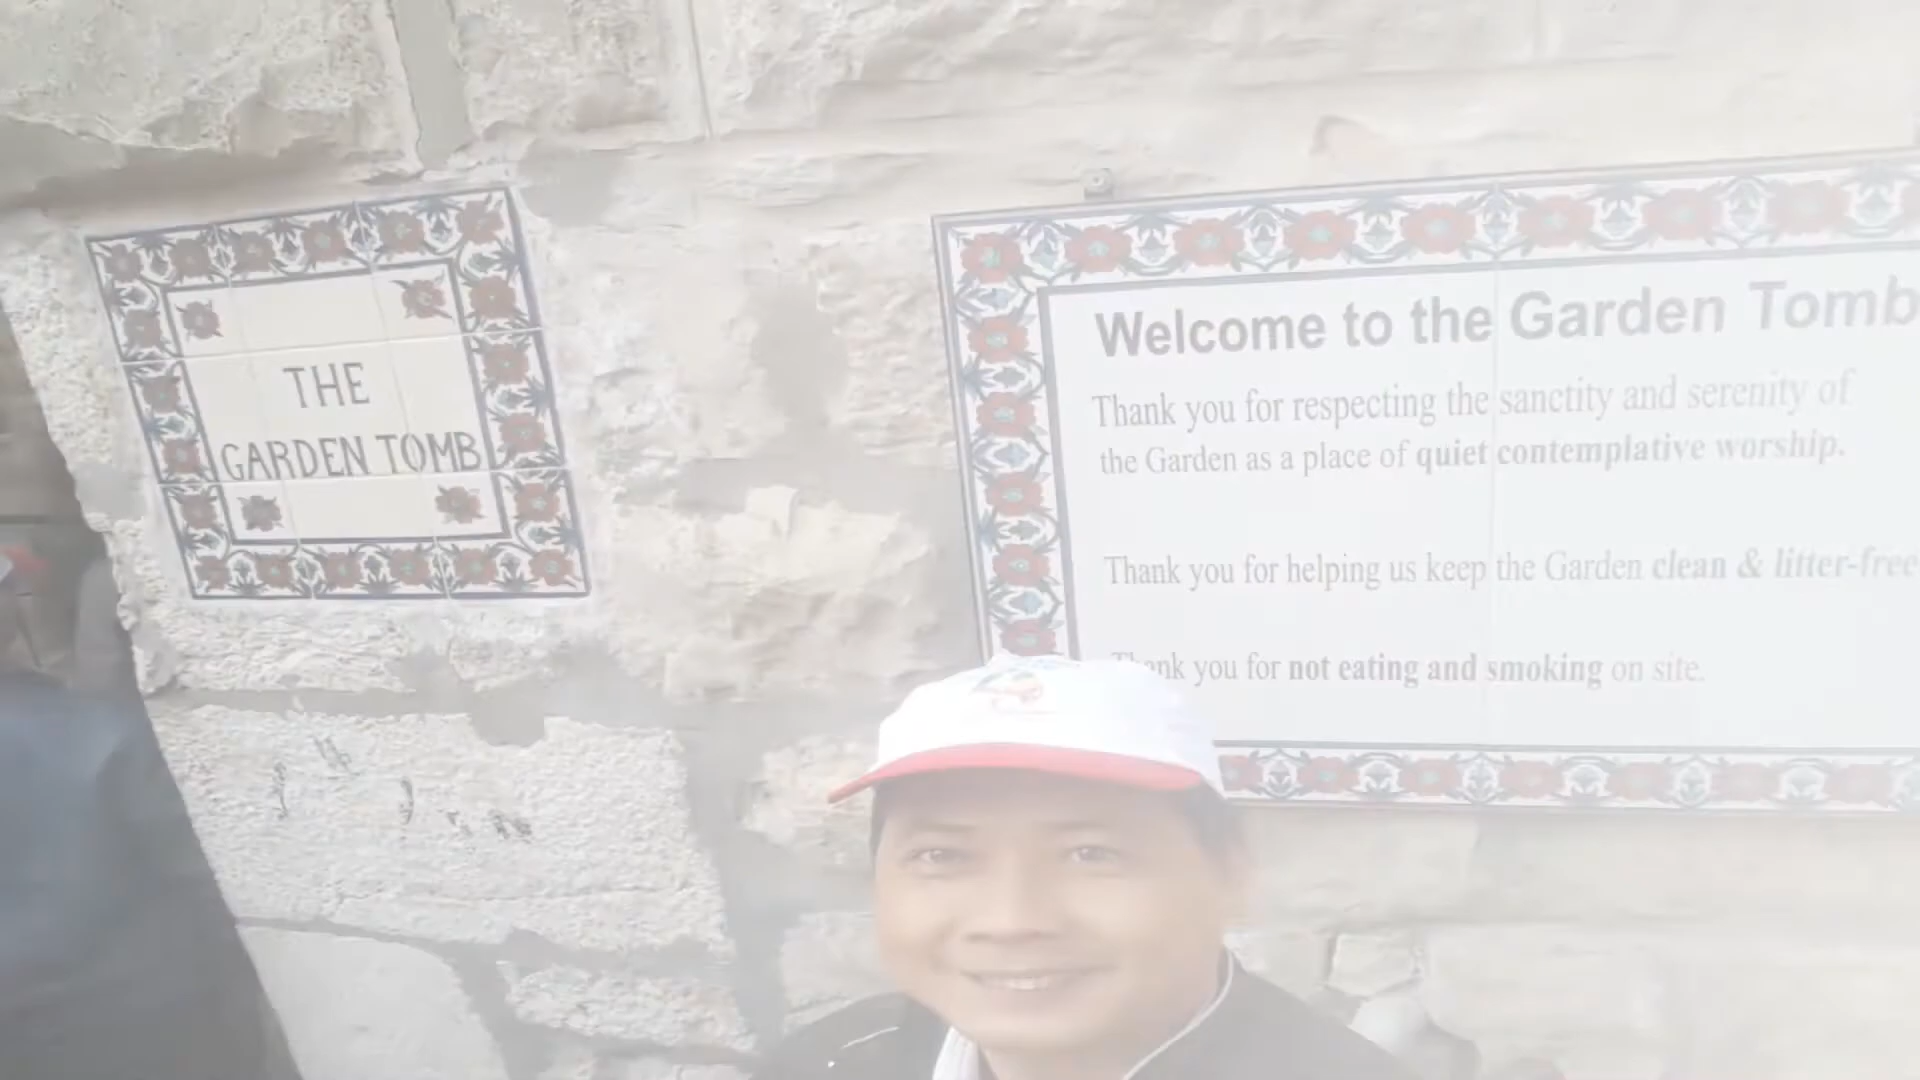 THE
GARDEN TOMB
Welcome to the Garden Tomb
Thank you for respecting the sanctity and serenity of
the Garden as a place of quiet contemplative worship.
Thank you for helping us keep the Garden clean & litter-free
Thank you for not eating and smoking on site.